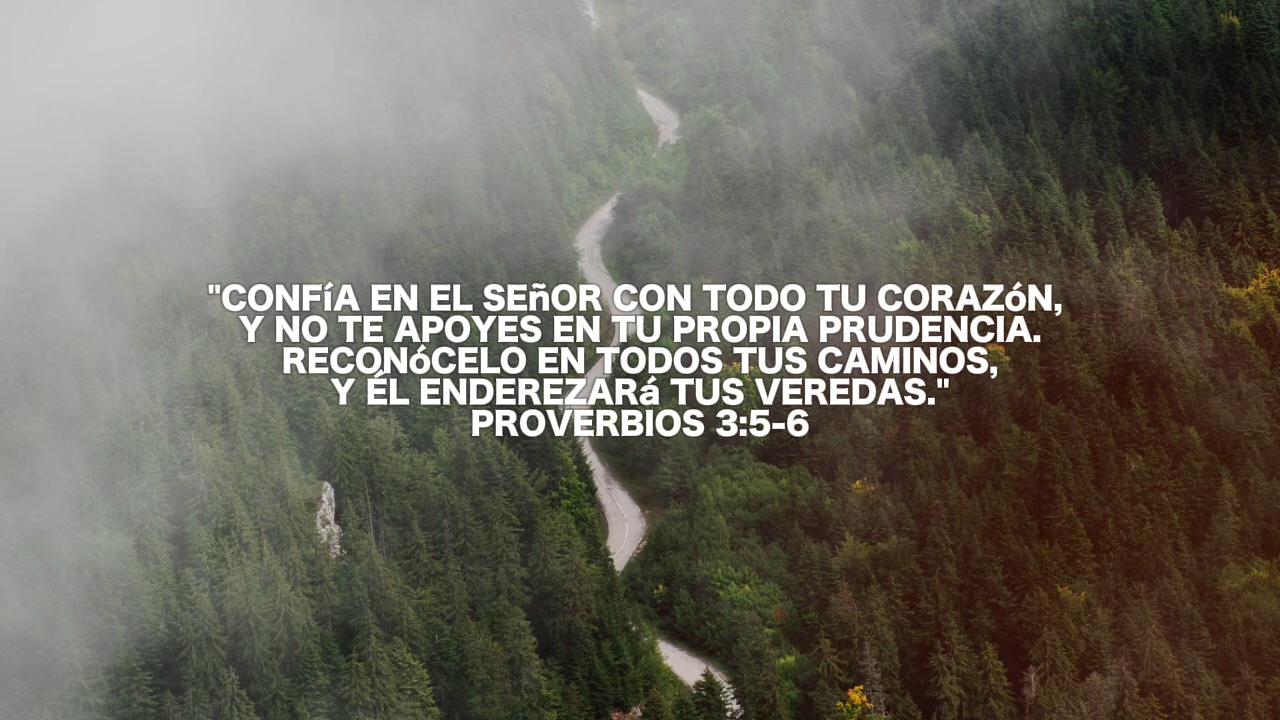 "CONFíA EN EL SEñOR CON TODO TU CORAZóN,
Y NO TE APOYES EN TU PROPIA PRUDENCIA.
RECONóCELO EN TODOS TUS CAMINOS,
Y ÉL ENDEREZARá TUS VEREDAS."
PROVERBIOS 3:5-6